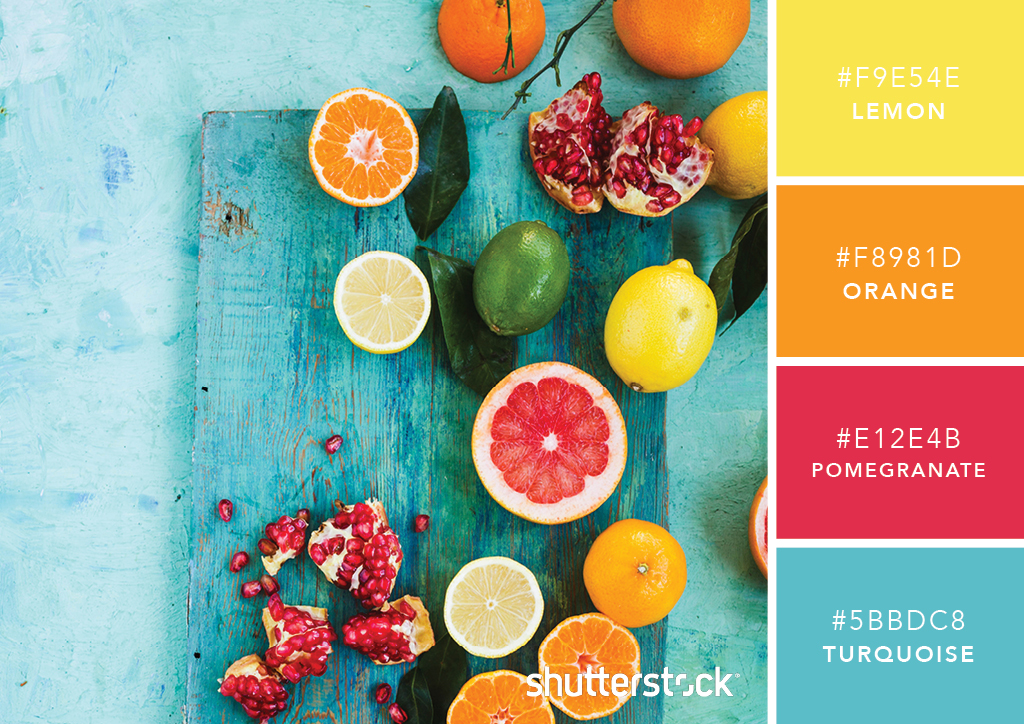 #F9E54E
LEMON
#F8981D
ORANGE
#E12E4B
POMEGRANATE
#5BBDC8
TURQUOISE
shutterstock